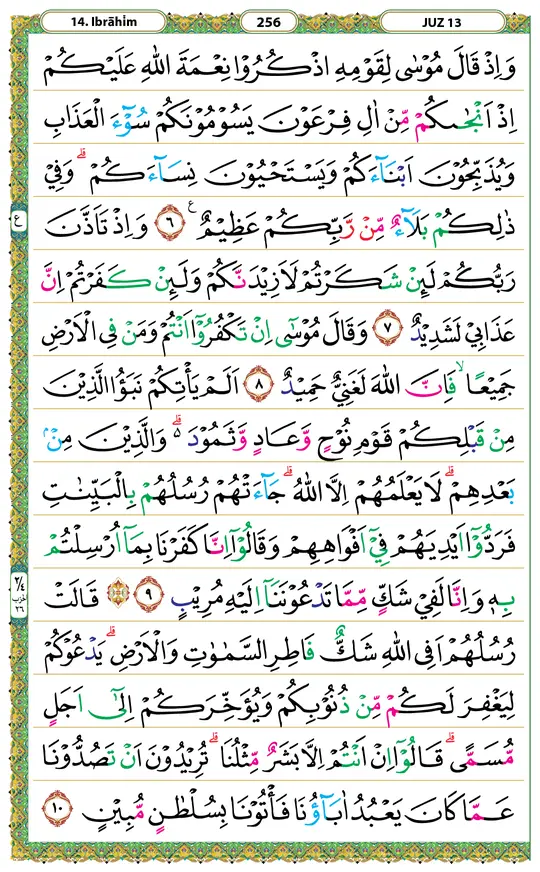 14. Ibrāhim
256
JUZ 13
وَاِذْ قَالَ مُوْسٰى لِقَوْمِهِ اذْكُرُوْا نِعْمَةَ اللّٰهِ عَلَيْكُمْ
اِذْ اَنْجٰىكُمْ مِّنْ اٰلِ فِرْعَوْنَ يَسُوْمُوْنَكُمْ سُوْٓءَ الْعَذَابِ
وَيُذَبِّحُوْنَ اَبْنَآءَكُمْ وَيَسْتَحْيُوْنَ نِسَآءَكُمْ ۗ وَفِيْ
ذٰلِكُمْ بَلَآءٌ مِّنْ رَّبِّكُمْ عَظِيْمٌ ࣖ ٦ وَاِذْ تَاَذَّنَ
ع
رَبُّكُمْ لَىِٕنْ شَكَرْتُمْ لَاَزِيْدَنَّكُمْ وَلَىِٕنْ كَفَرْتُمْ اِنَّ
عَذَابِيْ لَشَدِيْدٌ ٧ وَقَالَ مُوْسٰٓى اِنْ تَكْفُرُوْٓا اَنْتُمْ وَمَنْ فِى الْاَرْضِ
جَمِيْعًا ۙ فَاِنَّ اللّٰهَ لَغَنِيٌّ حَمِيْدٌ ٨ اَلَمْ يَأْتِكُمْ نَبَؤُا الَّذِيْنَ
مِنْ قَبْلِكُمْ قَوْمِ نُوْحٍ وَّعَادٍ وَّثَمُوْدَ ەۗ وَالَّذِيْنَ مِنْۢ
بَعْدِهِمْ ۗ لَا يَعْلَمُهُمْ اِلَّا اللّٰهُ ۗ جَآءَتْهُمْ رُسُلُهُمْ بِالْبَيِّنٰتِ
فَرَدُّوْٓا اَيْدِيَهُمْ فِيْٓ اَفْوَاهِهِمْ وَقَالُوْٓا اِنَّا كَفَرْنَا بِمَآ اُرْسِلْتُمْ
بِهٖ وَاِنَّا لَفِيْ شَكٍّ مِّمَّا تَدْعُوْنَنَآ اِلَيْهِ مُرِيْبٍ ٩ ۞ قَالَتْ
٢/٤
حزب
٢٦
رُسُلُهُمْ اَفِى اللّٰهِ شَكٌّ فَاطِرِ السَّمٰوٰتِ وَالْاَرْضِ ۗ يَدْعُوْكُمْ
لِيَغْفِرَ لَكُمْ مِّنْ ذُنُوْبِكُمْ وَيُؤَخِّرَكُمْ اِلٰٓى اَجَلٍ
مُّسَمًّى ۗ قَالُوْٓا اِنْ اَنْتُمْ اِلَّا بَشَرٌ مِّثْلُنَا ۗ تُرِيْدُوْنَ اَنْ تَصُدُّوْنَا
عَمَّا كَانَ يَعْبُدُ اٰبَآؤُنَا فَأْتُوْنَا بِسُلْطٰنٍ مُّبِيْنٍ ١٠